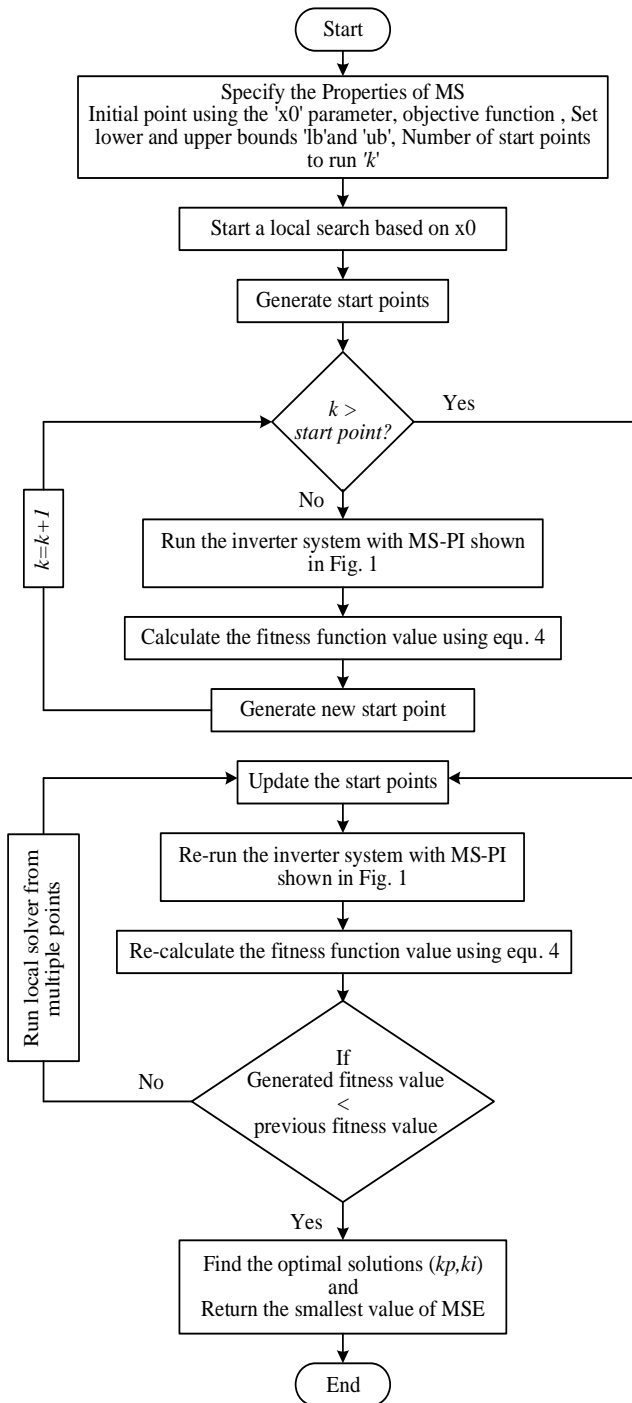 Start
Specify the Properties of MS
Initial point using the 'x0' parameter, objective function , Set
lower and upper bounds 'lb'and 'ub', Number of start points
to run 'k'
Start a local search based on x0
Generate start points
k >
start point?
Yes
No
k=k+1
Run the inverter system with MS-PI shown
in Fig. 1
Calculate the fitness function value using equ. 4
Generate new start point
Update the start points
Run local solver from
multiple points
Re-run the inverter system with MS-PI
shown in Fig. 1
Re-calculate the fitness function value using equ. 4
If
Generated fitness value
<
previous fitness value
No
Yes
Find the optimal solutions (kp,ki)
and
Return the smallest value of MSE
End